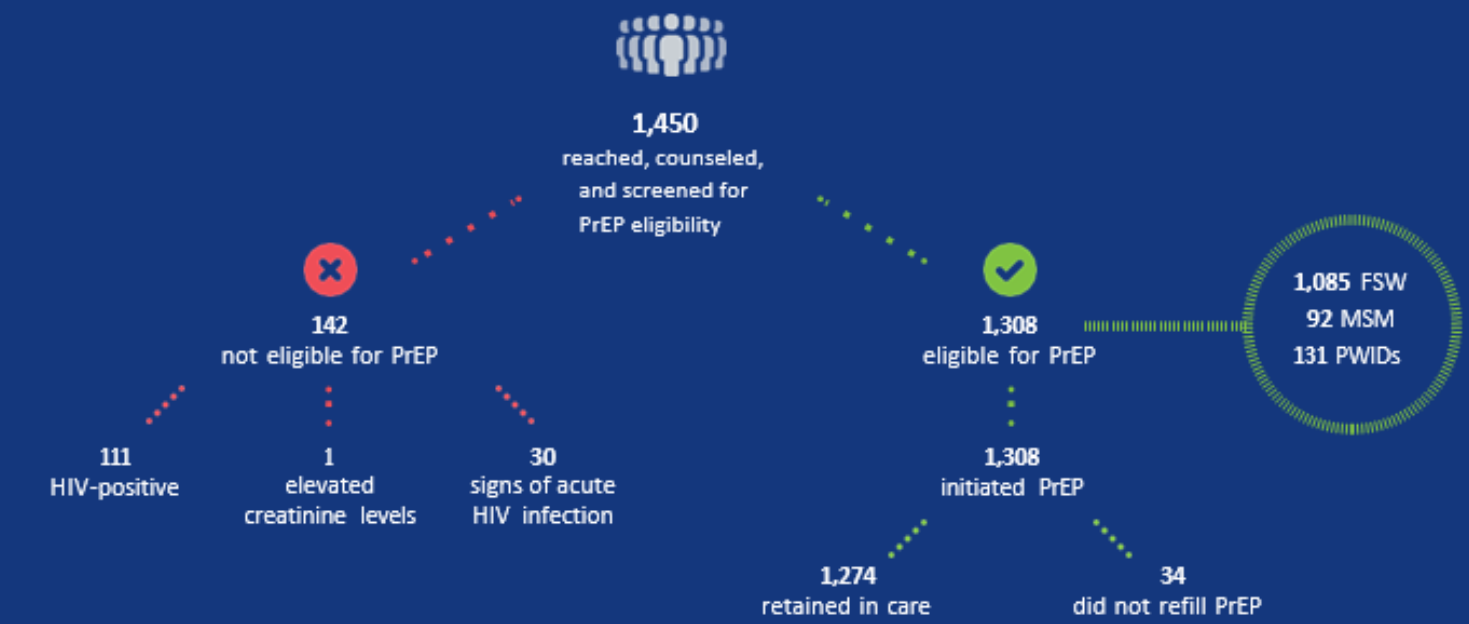 1,450
reached, counseled,
and screened for
PrEP eligibility
142
not eligible for PrEP
111
HIV-positive
1
elevated
creatinine levels
30
signs of acute
HIV infection
1,308
eligible for PrEP
1,085 FSW
92 MSM
131 PWIDs
1,308
initiated PrEP
1,274
retained in care
34
did not refill PrEP